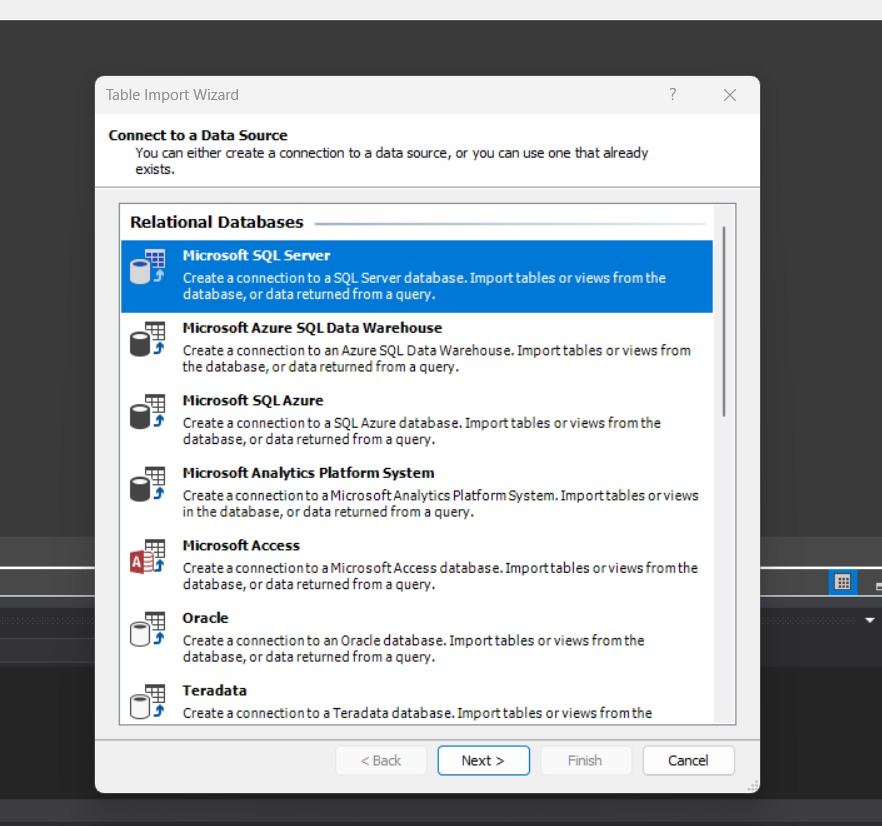 Table Import Wizard
?
Connect to a Data Source
You can either create a connection to a data source, or you can use one that already
exists.
Relational Databases
Microsoft SQL Server
Create a connection to a SQL Server database. Import tables or views from the
database, or data returned from a query.
Microsoft Azure SQL Data Warehouse
Create a connection to an Azure SQL Data Warehouse. Import tables or views from
the database, or data returned from a query.
Microsoft SQL Azure
Create a connection to a SQL Azure database. Import tables or views from the
database, or data returned from a query.
Microsoft Analytics Platform System
Create a connection to a Microsoft Analytics Platform System. Import tables or views
in the database, or data returned from a query.
Microsoft Access
A
Create a connection to a Microsoft Access database. Import tables or views from the
database, or data returned from a query.
Oracle
Create a connection to an Oracle database. Import tables or views from the
database, or data returned from a query.
Teradata
Create a connection to a Teradata database. Import tables or views from the
< Back
Next >
Finish
Cancel